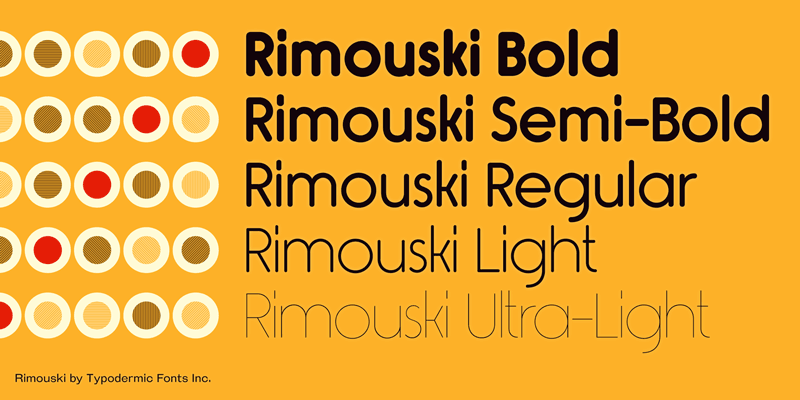 Rimouski Bold
Rimouski Semi-Bold
Rimouski Regular
Rimouski Light
Rimouski Ultra-Light
Rimouski by Typodermic Fonts Inc.